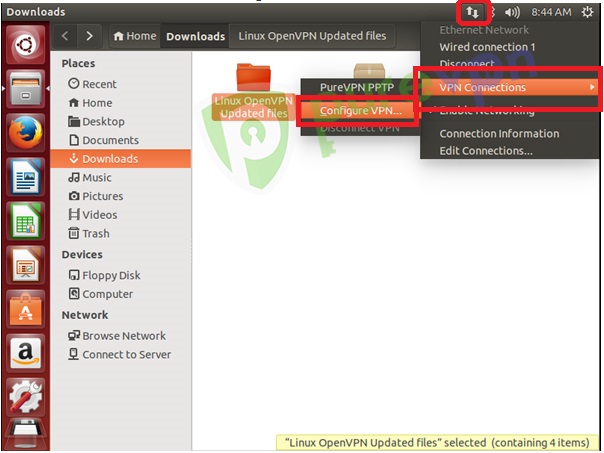 Downloads
8:44 AM
Home
Downloads
Linux OpenVPN Updated files
Places
Recent
Home
Desktop
Documents
Downloads
Music
Pictures
Videos
Trash
Devices
Floppy Disk
Computer
Network
Browse Network
Connect to Server
Linux OpenVPN
Updated files
PureVPN PPTP
Configure VPN...
Disconnect VPN
Ethernet Network
Wired connection 1
Disconnect
VPN Connections
Enable Networking
Connection Information
Edit Connections...
purevpn
"Linux OpenVPN Updated files" selected (containing 4 items)